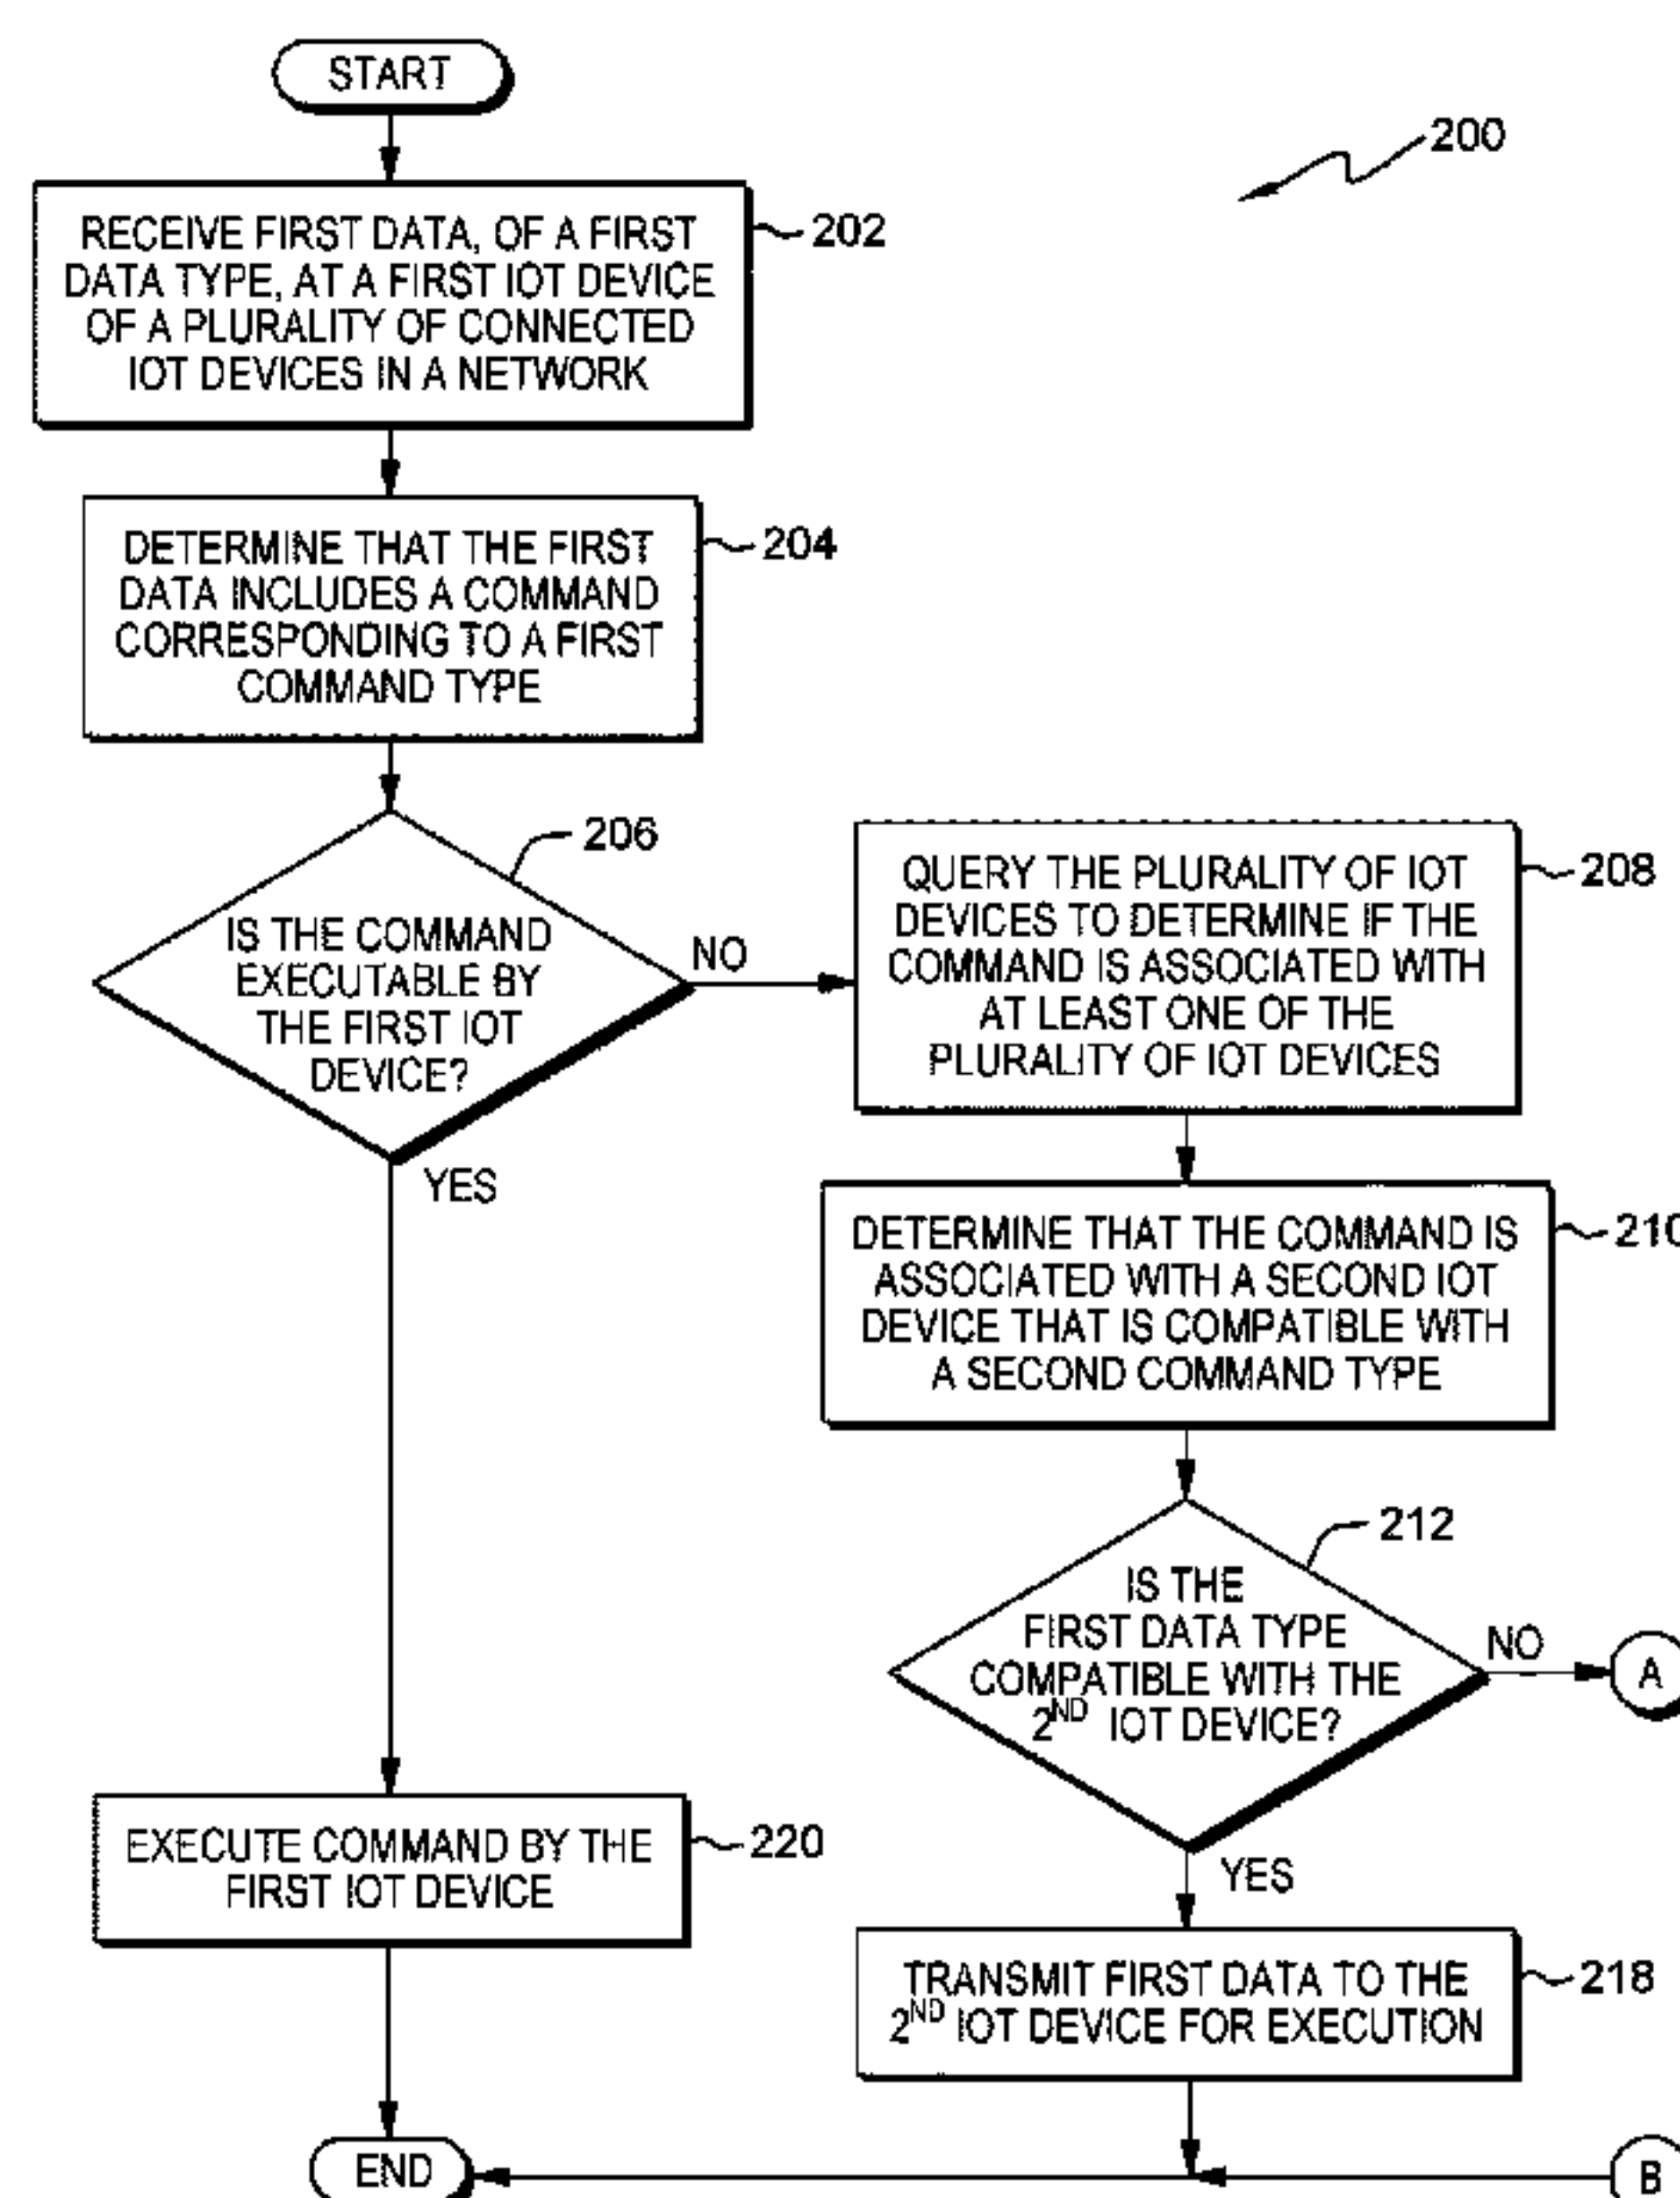 START
200
RECEIVE FIRST DATA, OF A FIRST
DATA TYPE, AT A FIRST IOT DEVICE
OF A PLURALITY OF CONNECTED
IOT DEVICES IN A NETWORK
202
DETERMINE THAT THE FIRST
DATA INCLUDES A COMMAND
CORRESPONDING TO A FIRST
COMMAND TYPE
204
IS THE COMMAND
EXECUTABLE BY
THE FIRST IOT
DEVICE?
206
NO
YES
QUERY THE PLURALITY OF IOT
DEVICES TO DETERMINE IF THE
COMMAND IS ASSOCIATED WITH
AT LEAST ONE OF THE
PLURALITY OF IOT DEVICES
208
DETERMINE THAT THE COMMAND IS
ASSOCIATED WITH A SECOND IOT
DEVICE THAT IS COMPATIBLE WITH
A SECOND COMMAND TYPE
210
IS THE
FIRST DATA TYPE
COMPATIBLE WITH THE
2ND IOT DEVICE?
212
NO
A
YES
EXECUTE COMMAND BY THE
FIRST IOT DEVICE
220
TRANSMIT FIRST DATA TO THE
2ND IOT DEVICE FOR EXECUTION
218
END
B